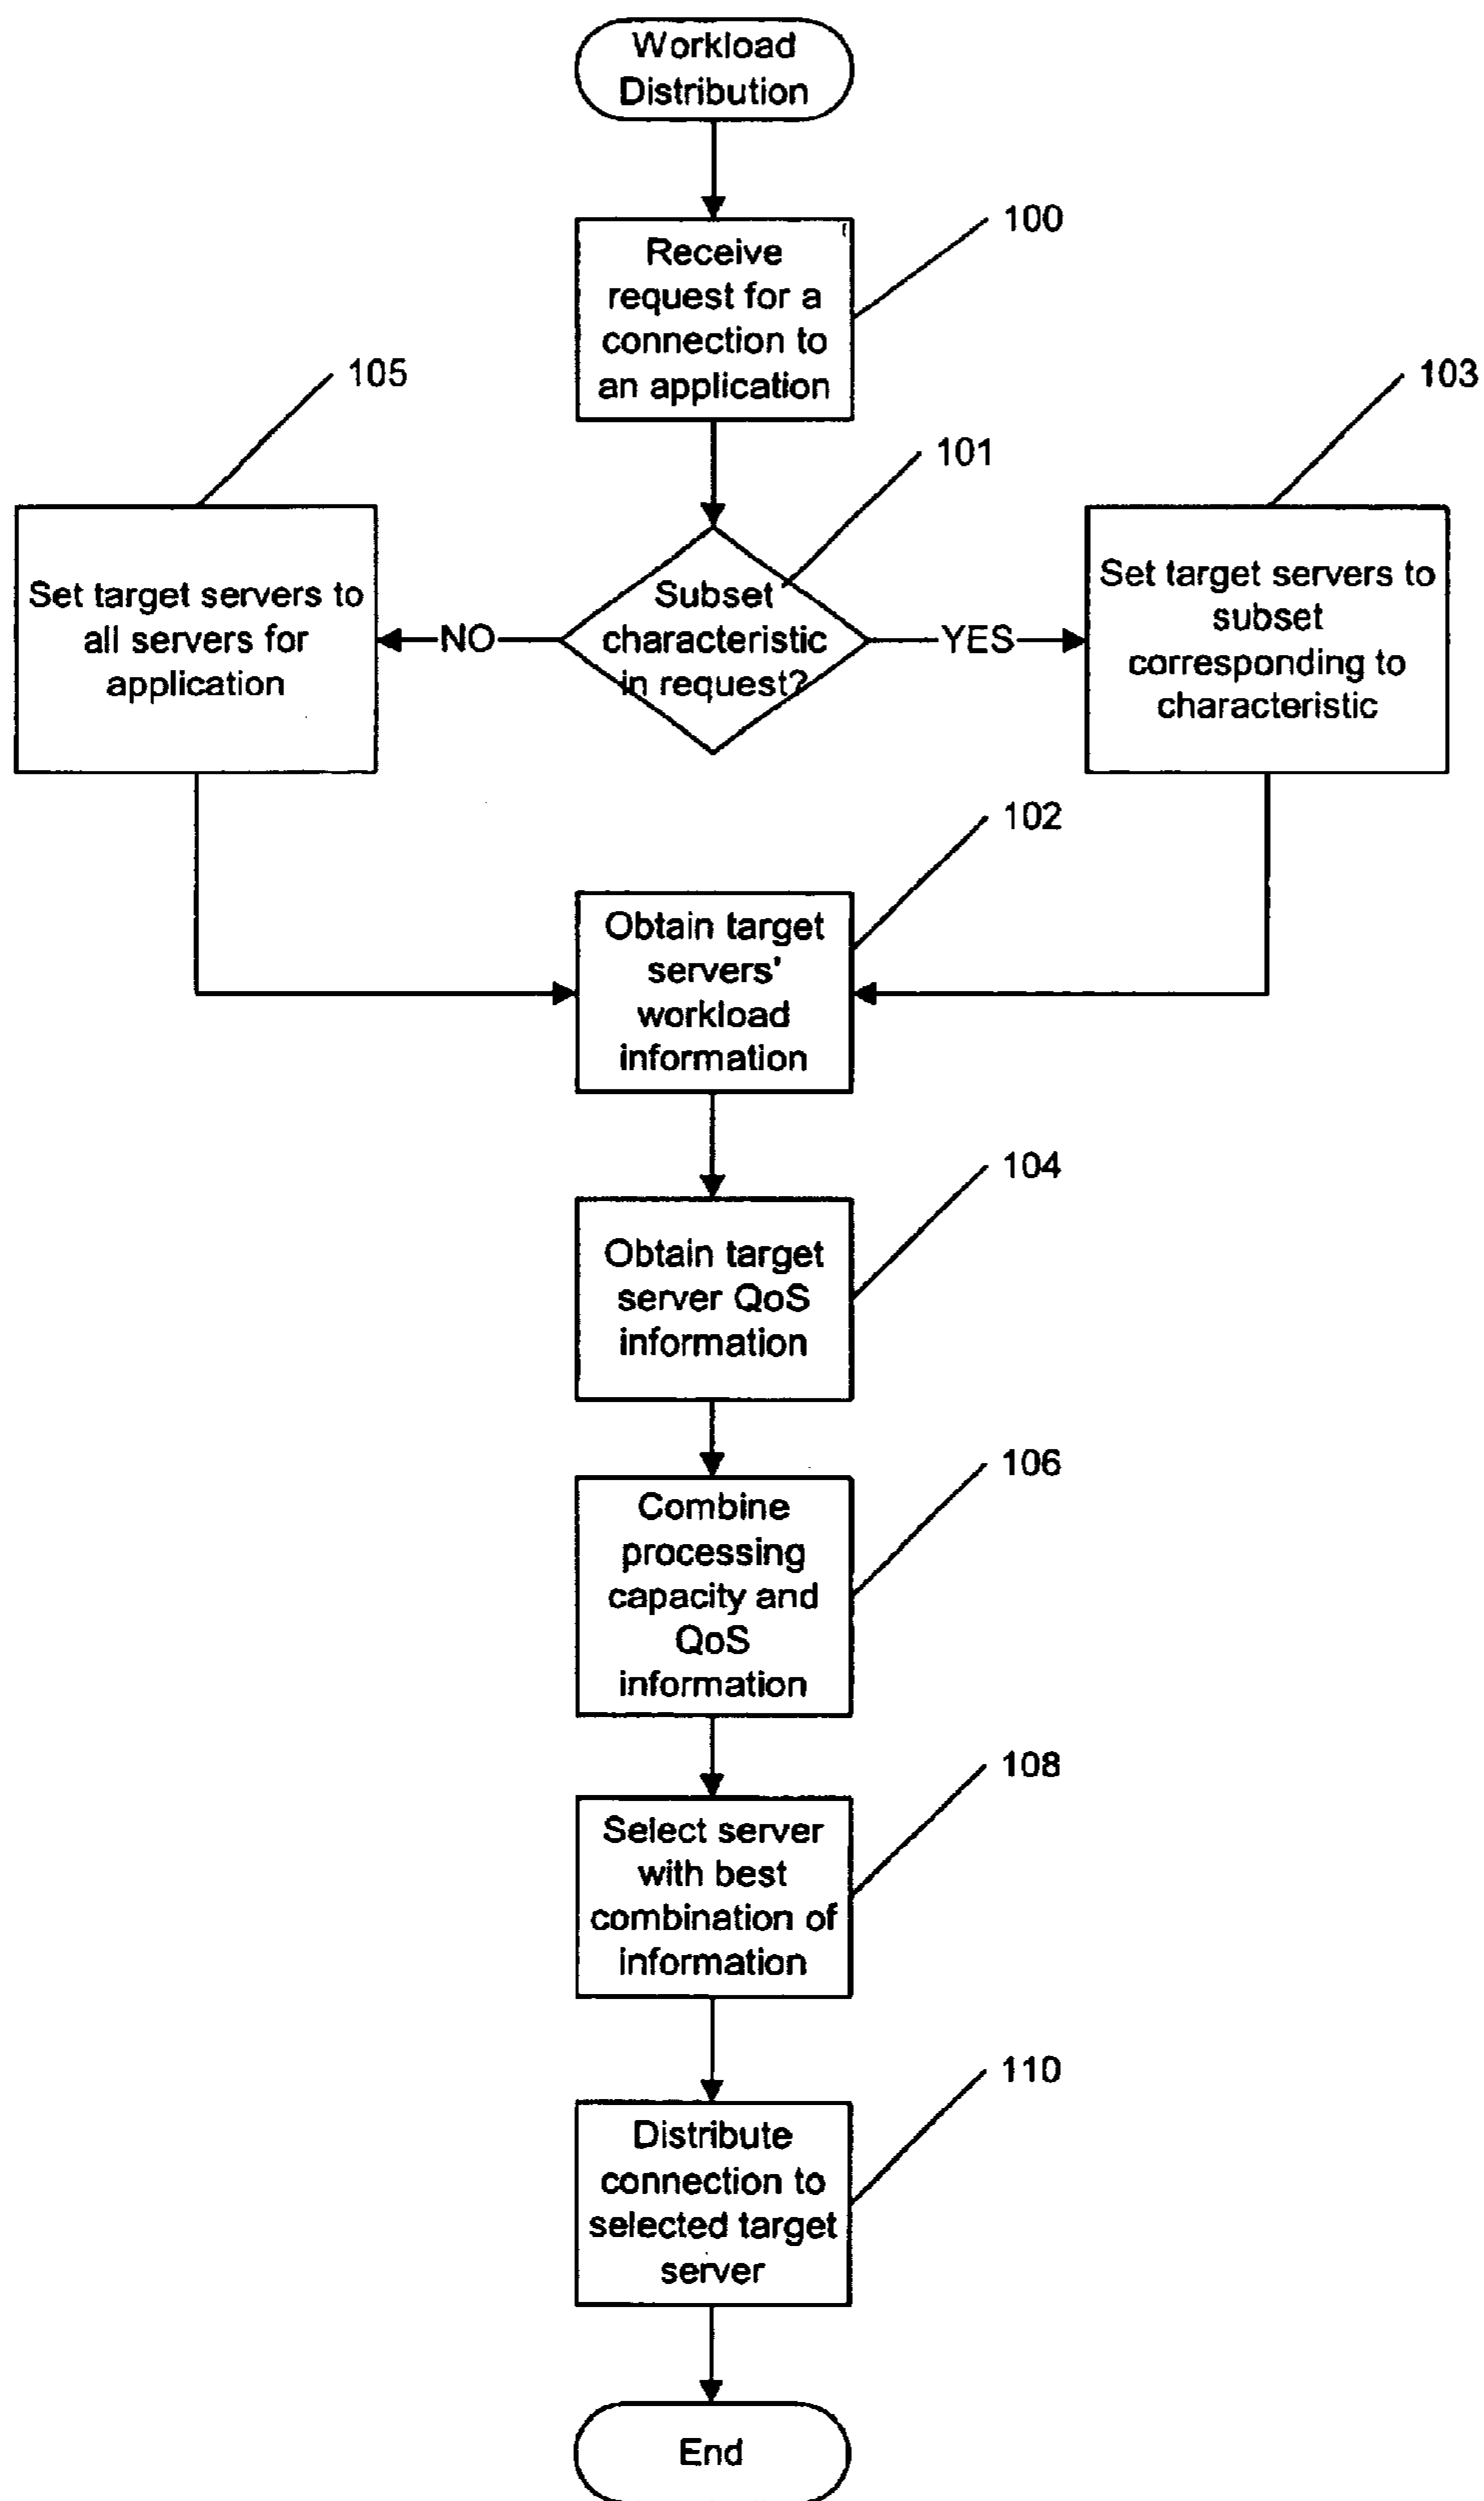 Workload
Distribution
100
Receive
request for a
connection to
an application
105
103
101
Set target servers to
all servers for
application
NO
Subset
characteristic
in request?
YES
Set target servers to
subset
corresponding to
characteristic
102
Obtain target
servers'
workload
information
104
Obtain target
server QoS
information
106
Combine
processing
capacity and
QoS
information
108
Select server
with best
combination of
information
110
Distribute
connection to
selected target
server
End